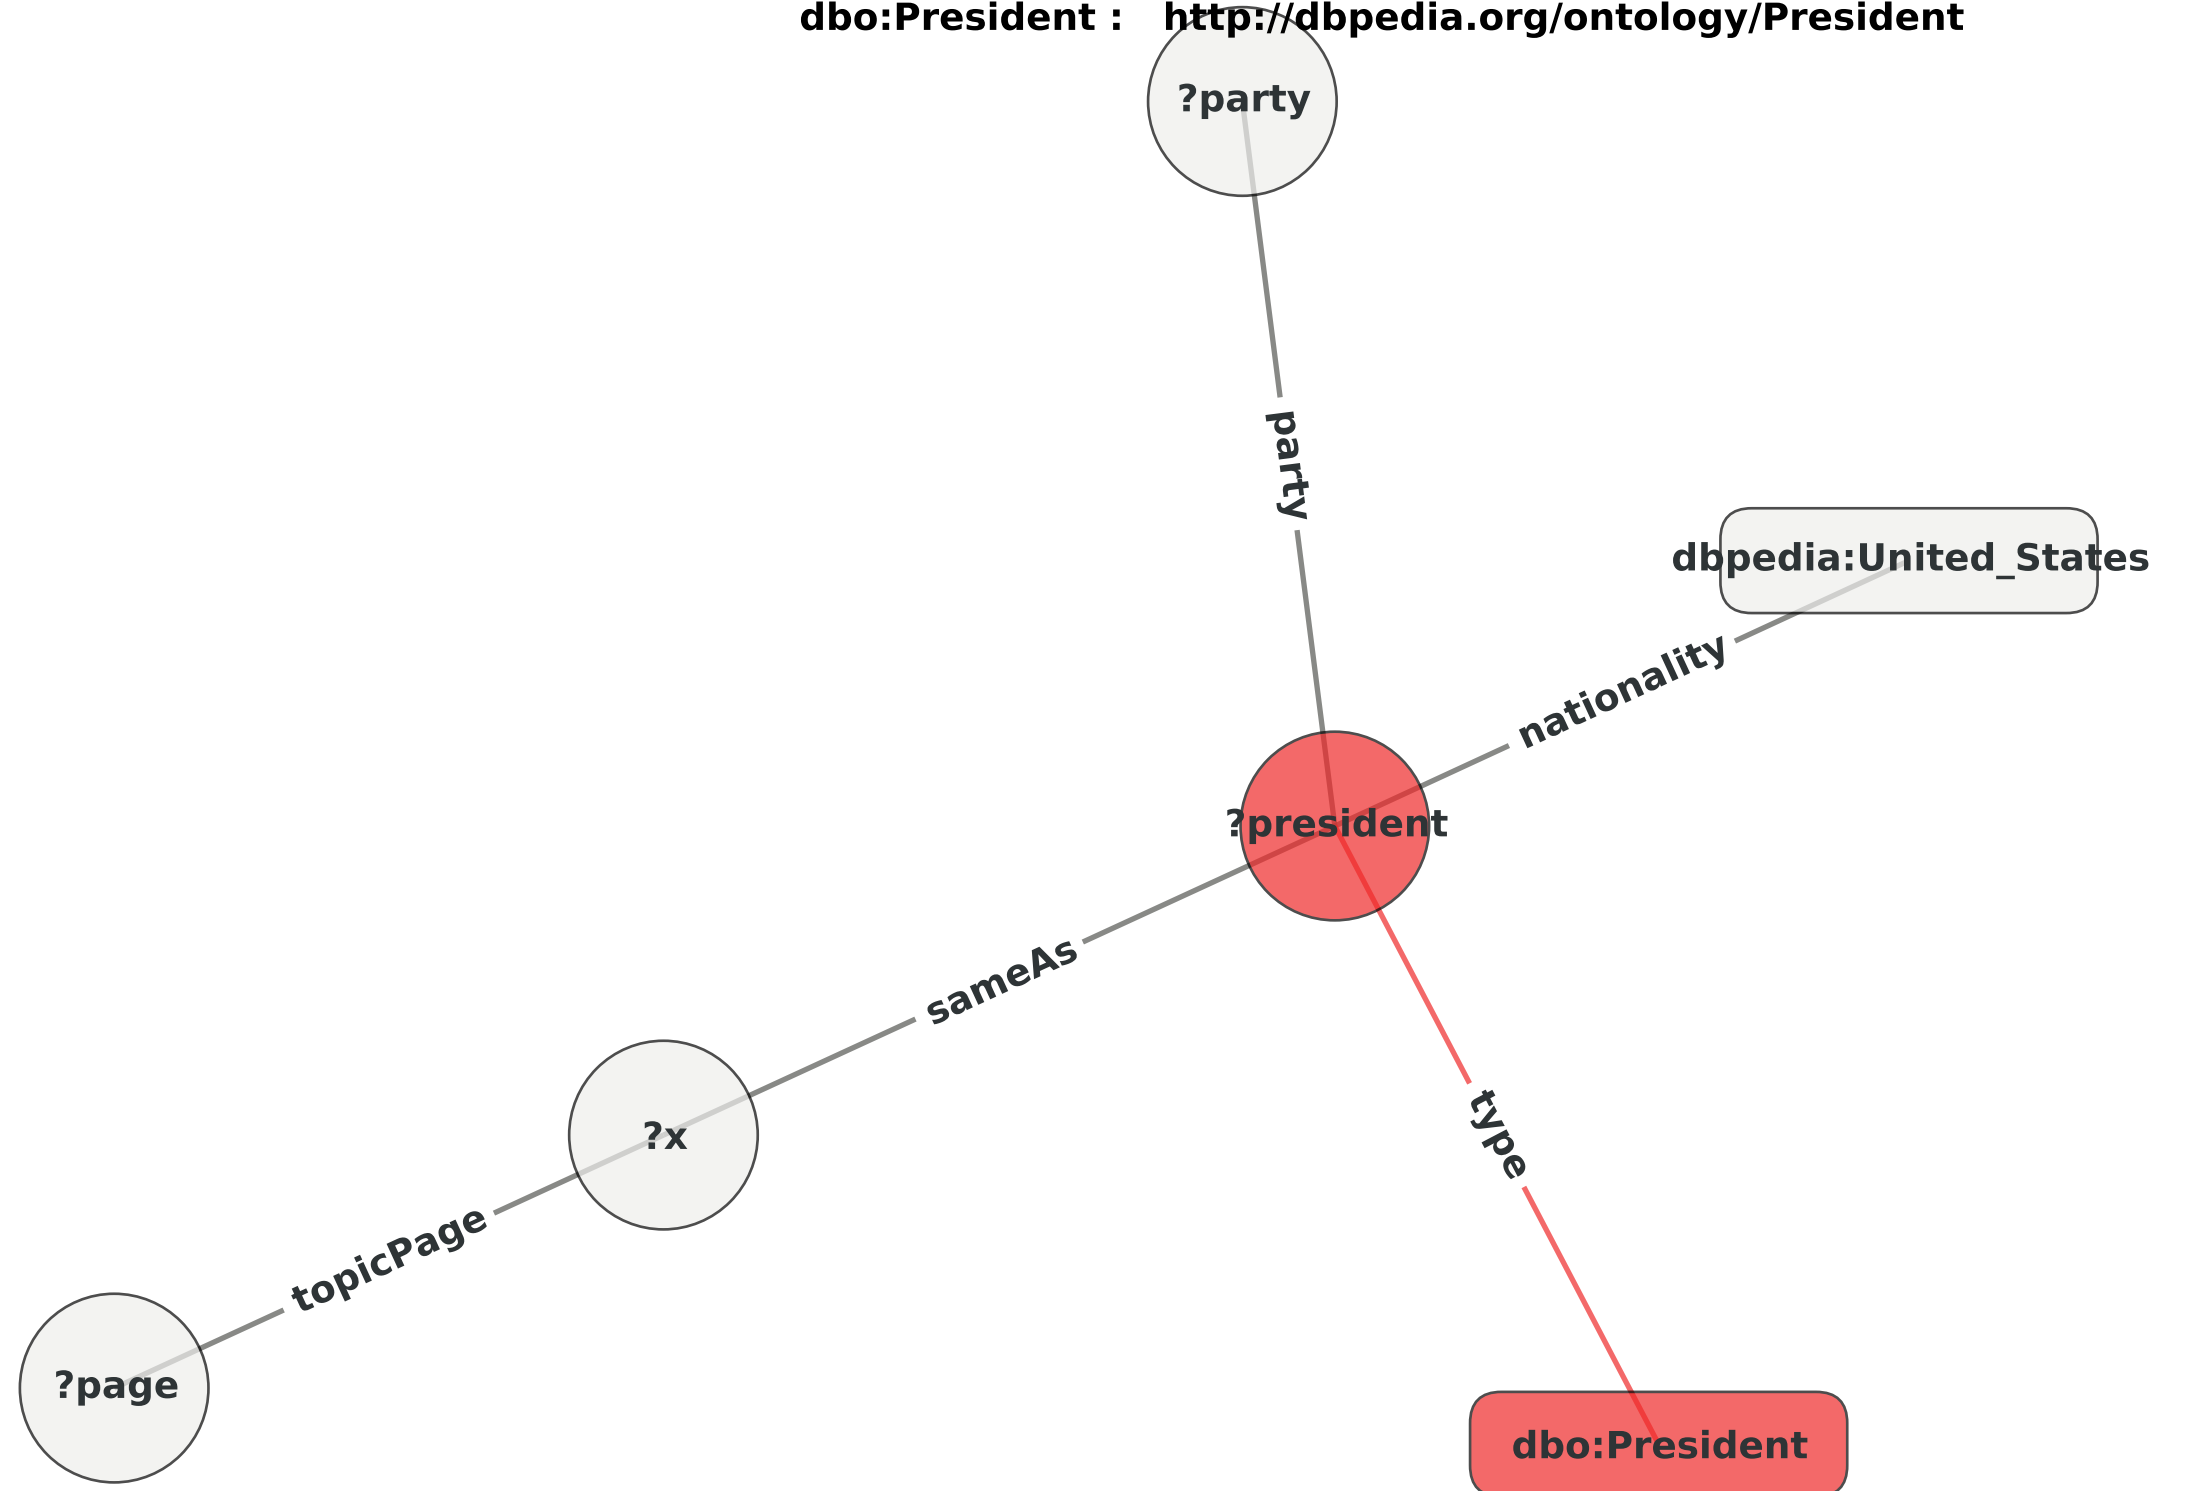 dbo:President :   http://dbpedia.org/ontology/President
?party
party
dbpedia:United_States
nationality
?president
sameAs
type
?x
topicPage
?page
dbo:President